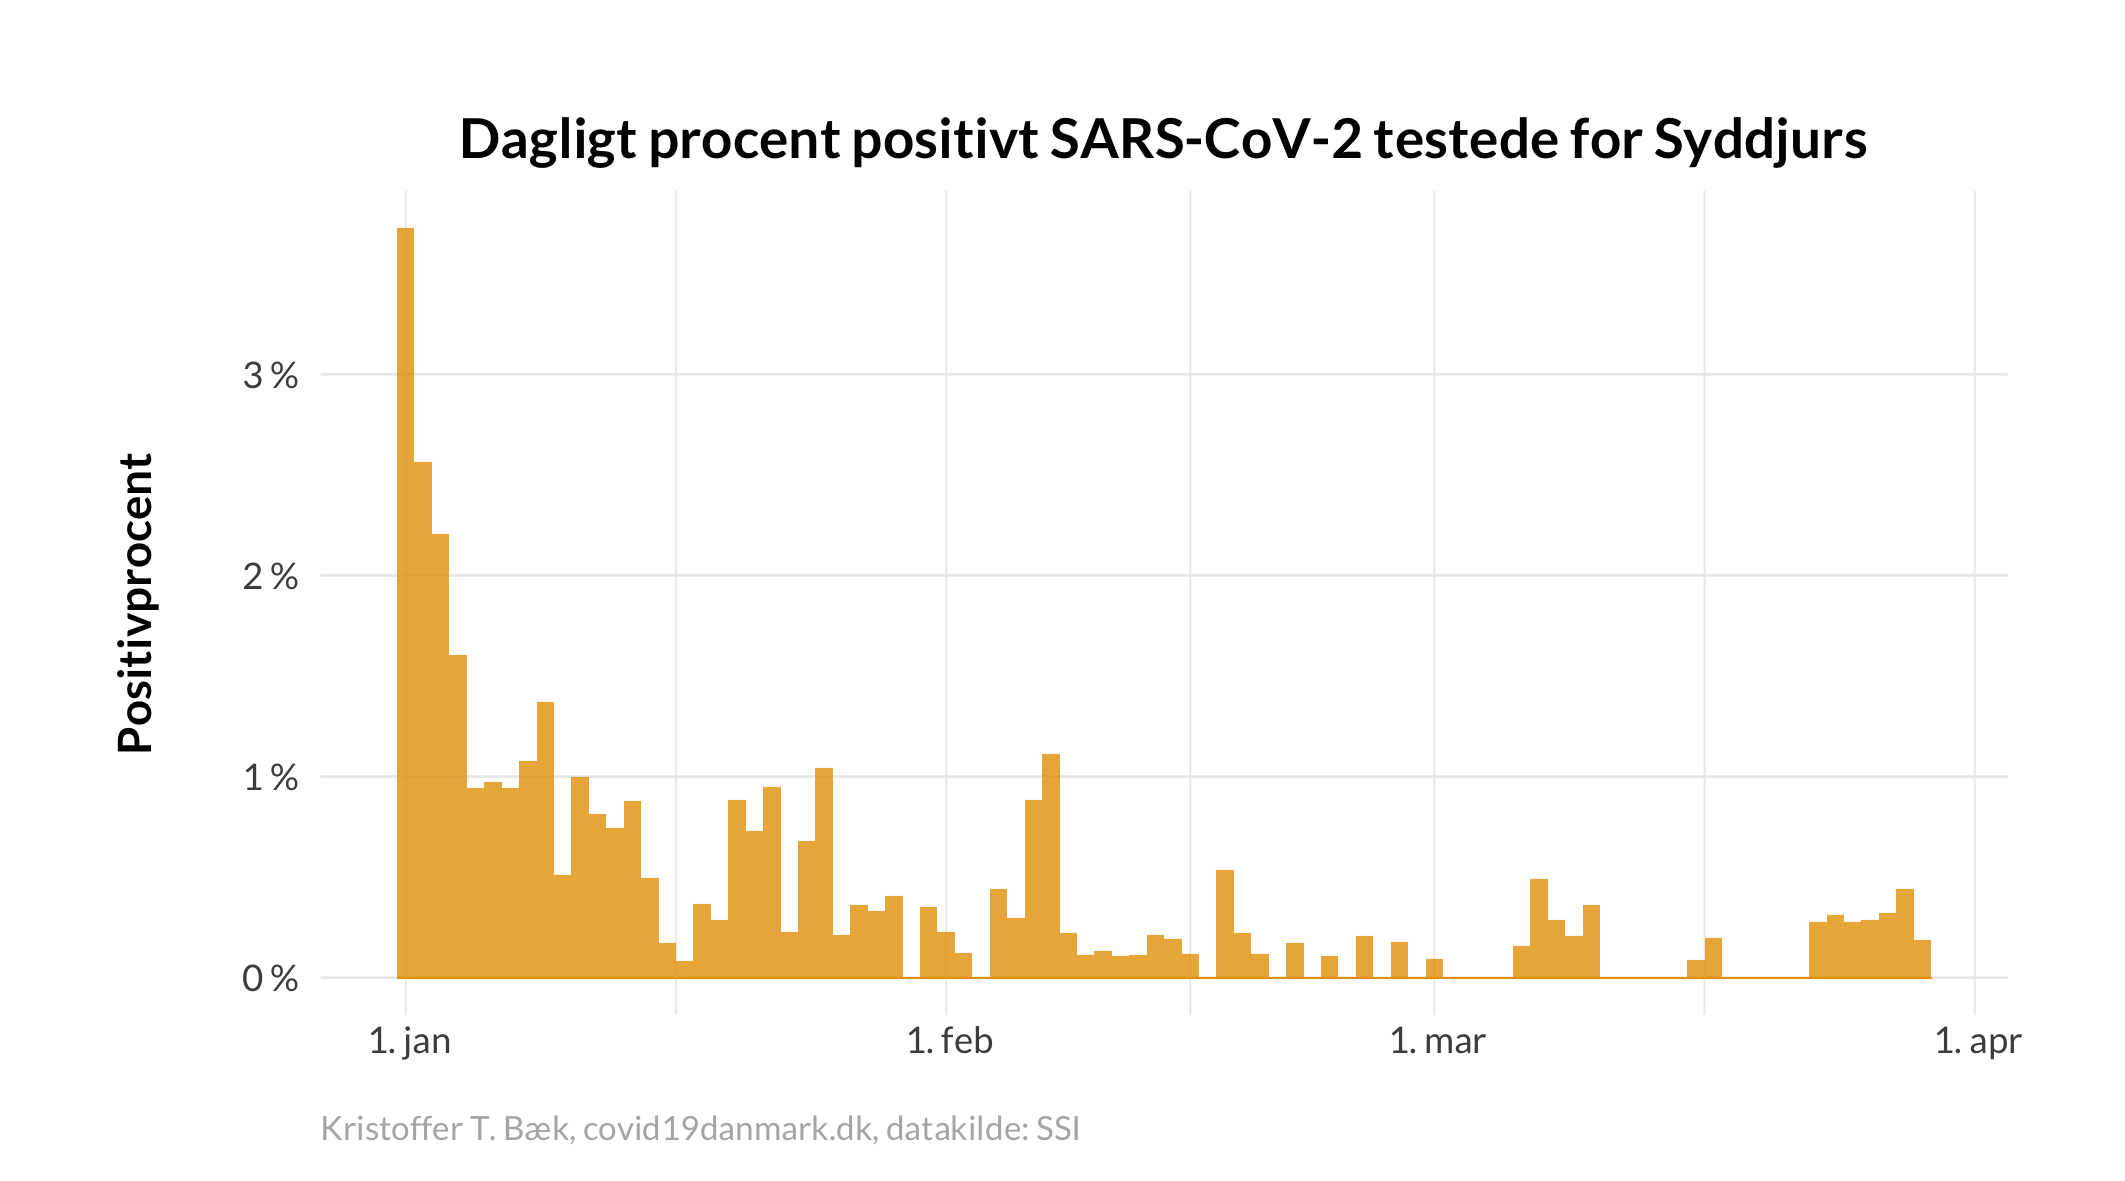 Dagligt procent positivt SARS-CoV-2 testede for Syddjurs
Positivprocent
3 %
2 %
1 %
0 %
1. jan
1. feb
1. mar
1. apr
Kristoffer T. Bæk, covid19danmark.dk, datakilde: SSI